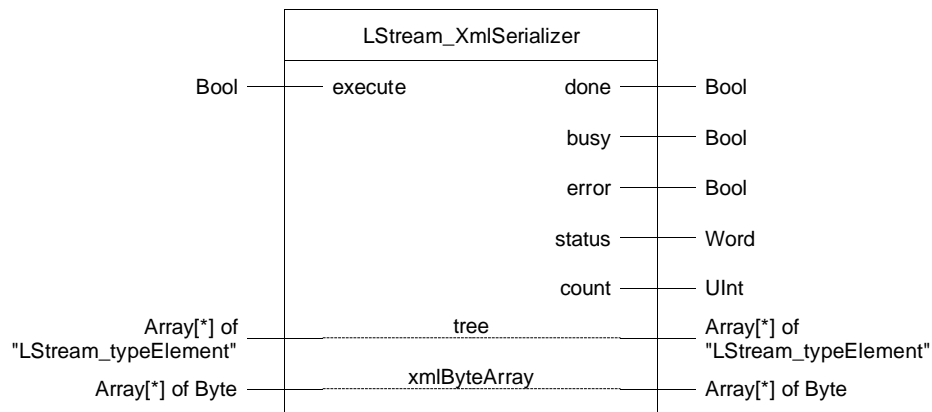 LStream_XmlSerializer
Bool execute done Bool
busy Bool
error Bool
status Word
count UInt
Array[*] of tree Array[*] of
"LStream_typeElement" "LStream_typeElement"
Array[*] of Byte xmlByteArray Array[*] of Byte